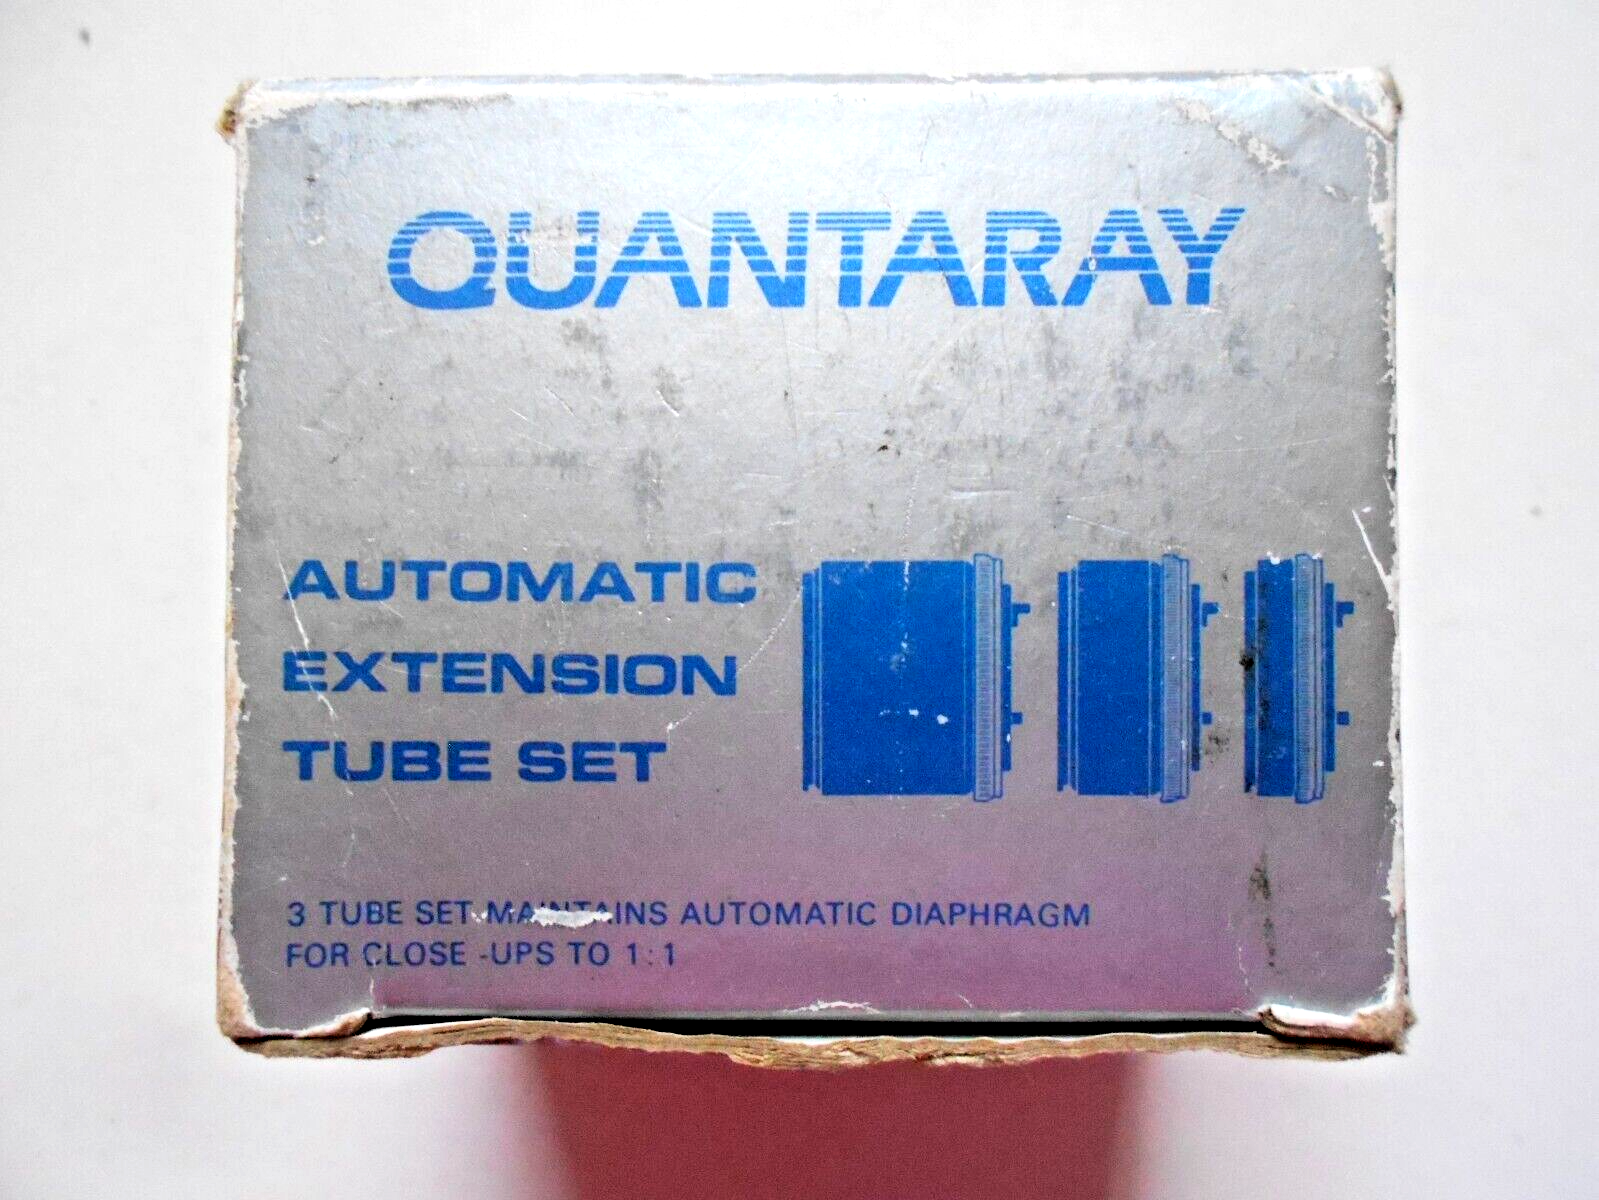 QUANTARAY
AUTOMATIC
EXTENSION
TUBE SET
3 TUBE SET MAINTAINS AUTOMATIC DIAPHRAGM
FOR CLOSE -UPS TO 1:1